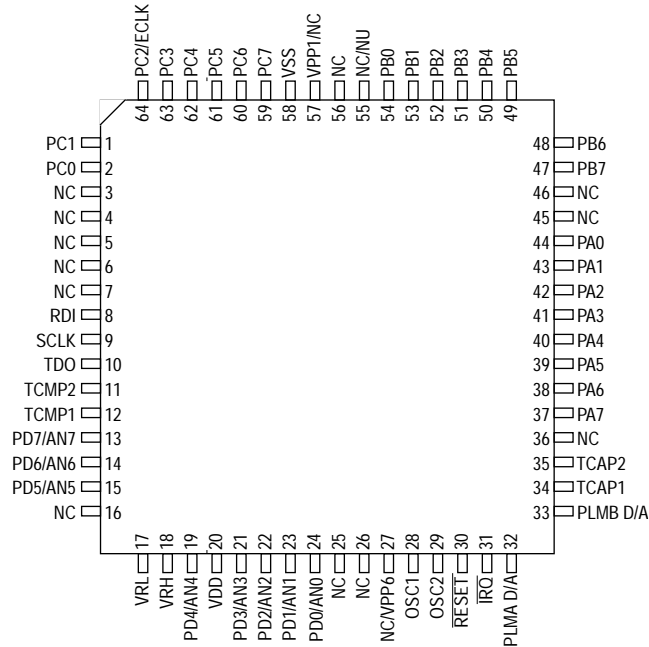 PC2/ECLK
PC3
PC4
PC5
PC6
PC7
VSS
VPP1/NC
NC
NC/NU
PB0
PB1
PB2
PB3
PB4
PB5
64
63
62
61
60
59
58
57
56
55
54
53
52
51
50
49
PC1 1
PC0 2
NC 3
NC 4
NC 5
NC 6
NC 7
RDI 8
SCLK 9
TDO 10
TCMP2 11
TCMP1 12
PD7/AN7 13
PD6/AN6 14
PD5/AN5 15
NC 16
48 PB6
47 PB7
46 NC
45 NC
44 PA0
43 PA1
42 PA2
41 PA3
40 PA4
39 PA5
38 PA6
37 PA7
36 NC
35 TCAP2
34 TCAP1
33 PLMB D/A
17
18
19
20
21
22
23
24
25
26
27
28
29
30
31
32
VRL
VRH
PD4/AN4
VDD
PD3/AN3
PD2/AN2
PD1/AN1
PD0/AN0
NC
NC
NC/VPP6
OSC1
OSC2
RESET
IRQ
PLMA D/A